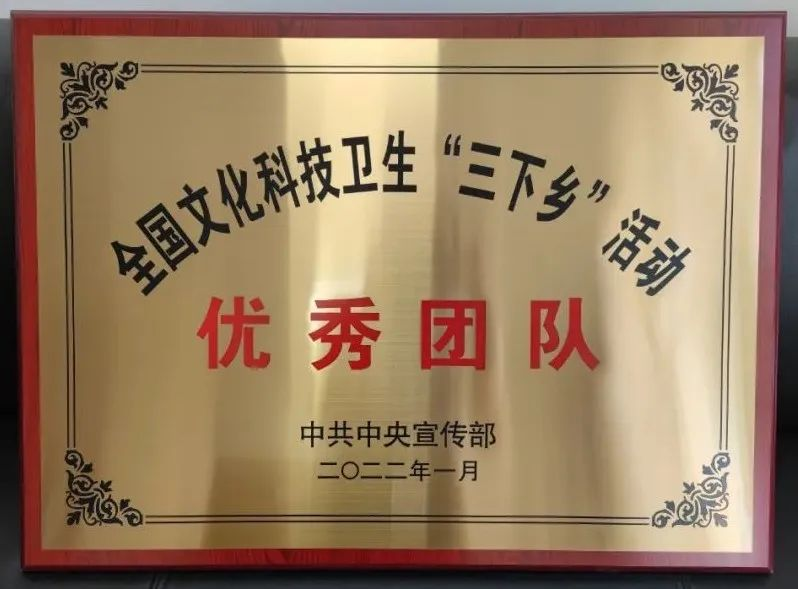 全国文化科技卫生“三下乡”活动
优秀团队
中共中央宣传部
二〇二二年一月